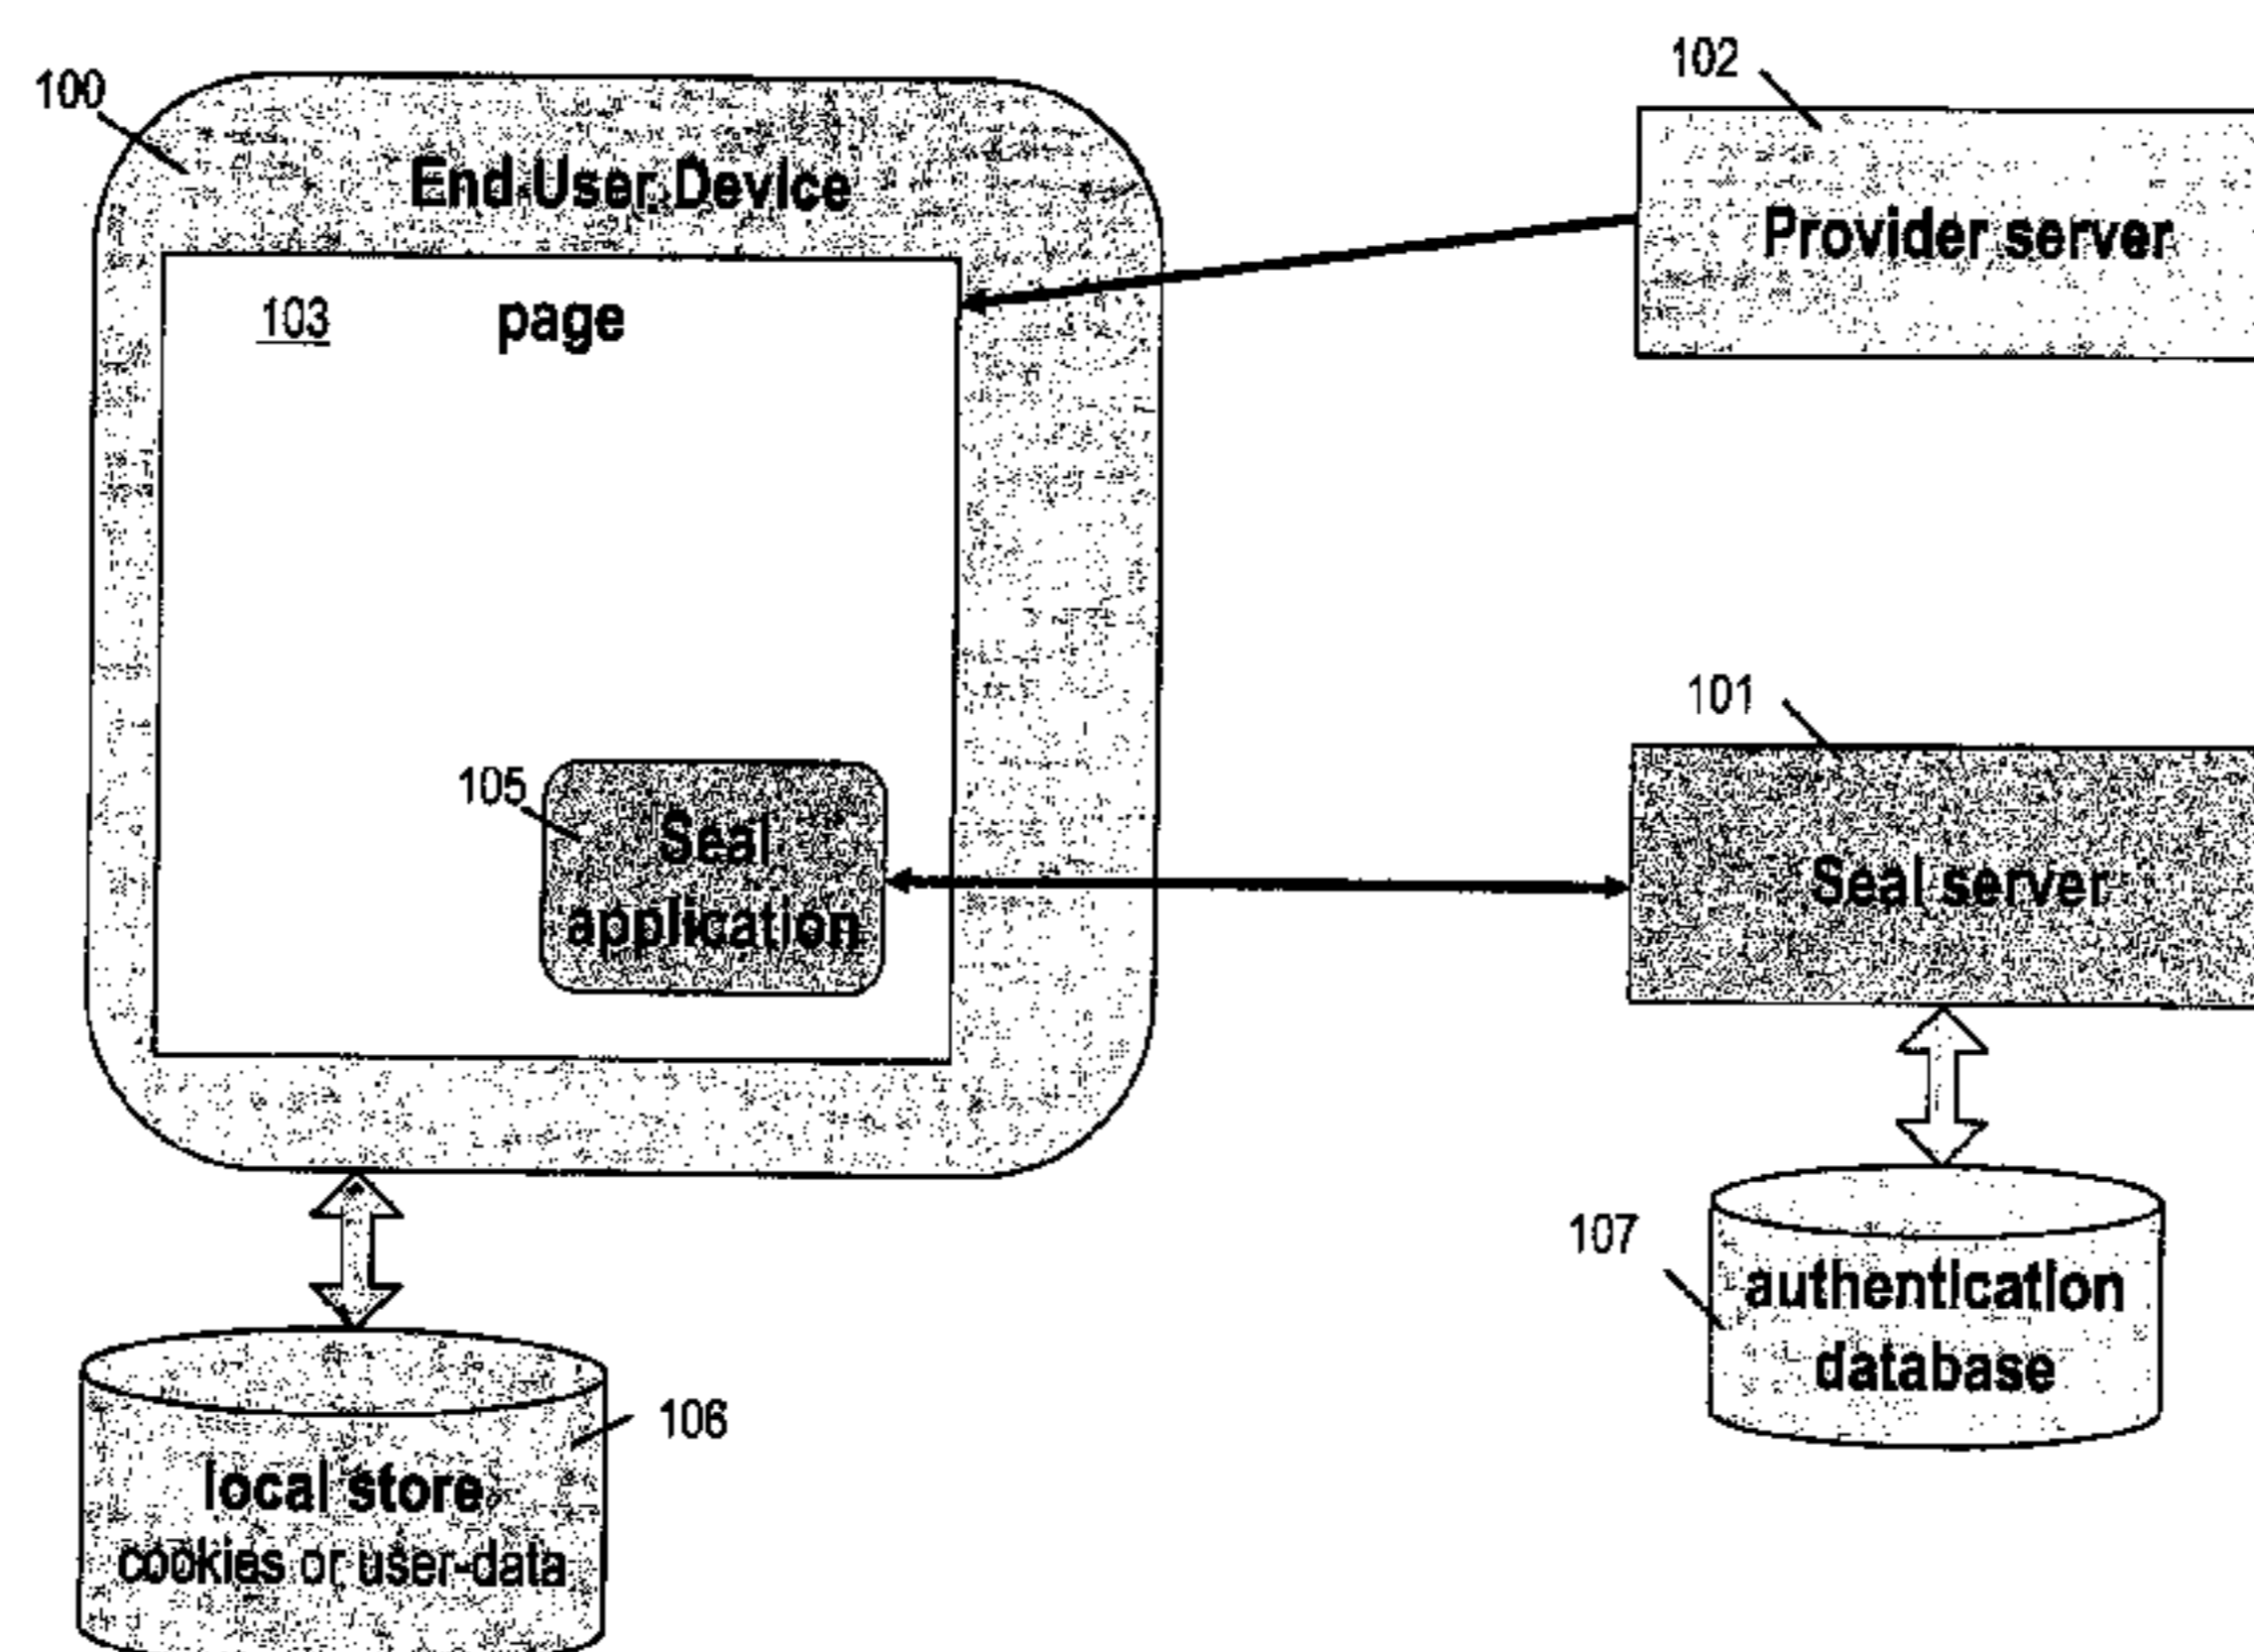 100
End User Device
103
page
102
Provider server
105
Seal
application
101
Seal server
107
authentication
database
106
local store
cookies or user-data